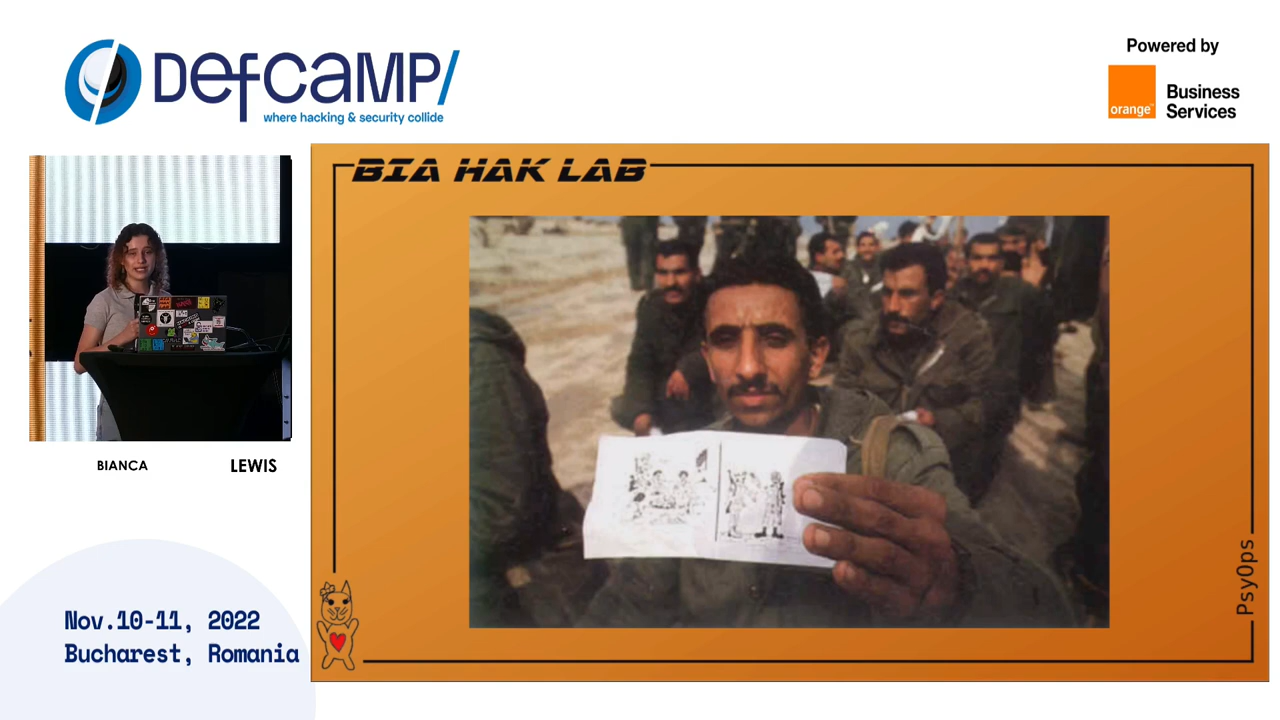 DefCamp/
where hacking & security collide
Powered by
orange
Business
Services
BIA HAK LAB
BIANCA LEWIS
PsyOps
Nov.10-11, 2022
Bucharest, Romania